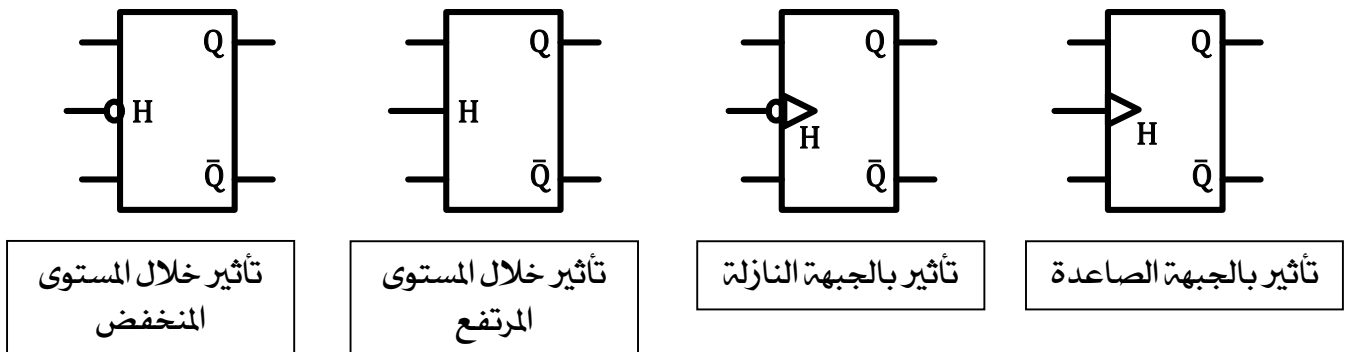 Q Q Q Q
H H H H
Q̄ Q̄ Q̄ Q̄
تأثير بالجبهة الصاعدة
تأثير بالجبهة النازلة
تأثير خلال المستوى
المرتفع
تأثير خلال المستوى
المنخفض